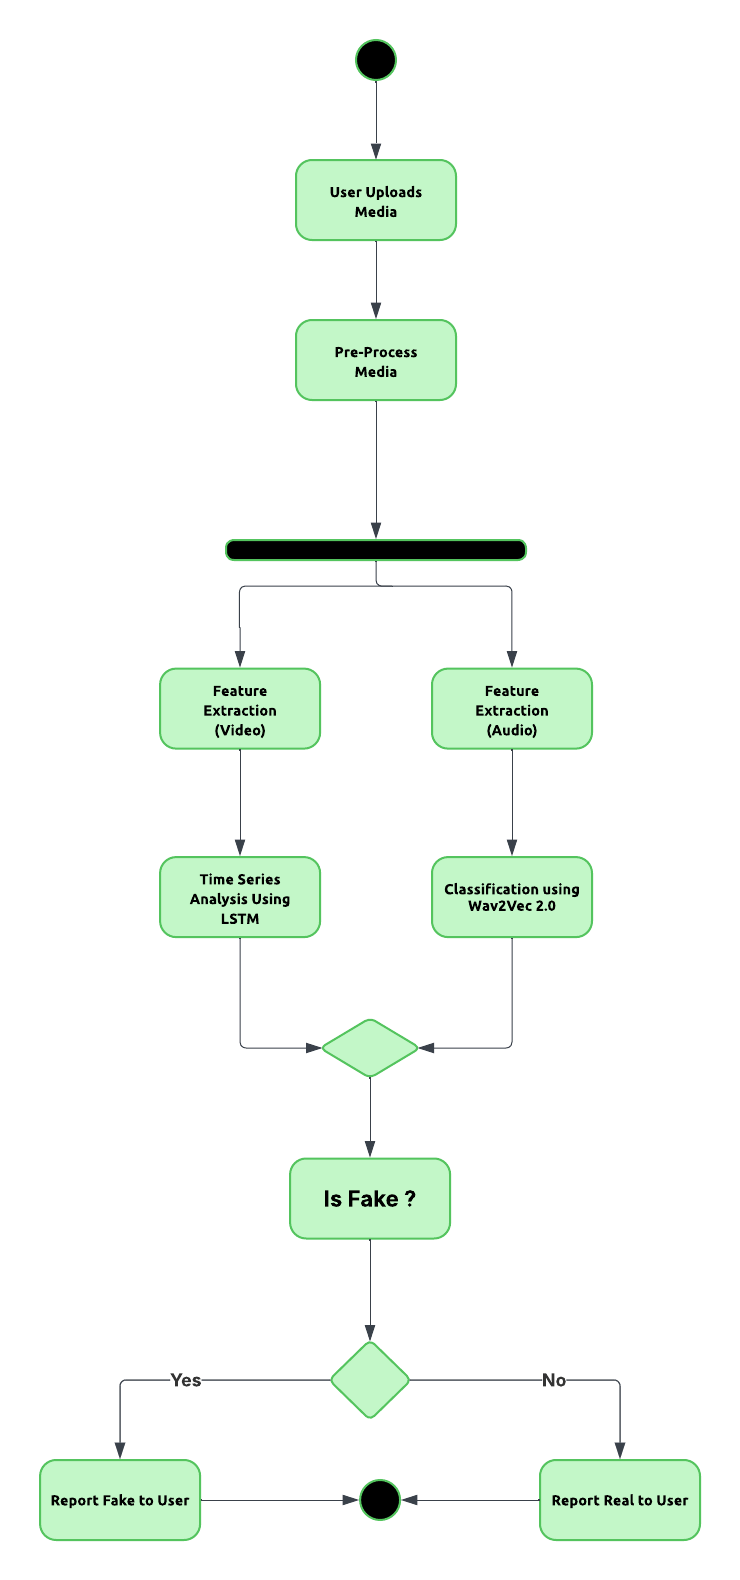 User Uploads
Media
Pre-Process
Media
Feature
Extraction
(Video)
Feature
Extraction
(Audio)
Time Series
Analysis Using
LSTM
Classification using
Wav2Vec 2.0
Is Fake ?
Yes
No
Report Fake to User
Report Real to User